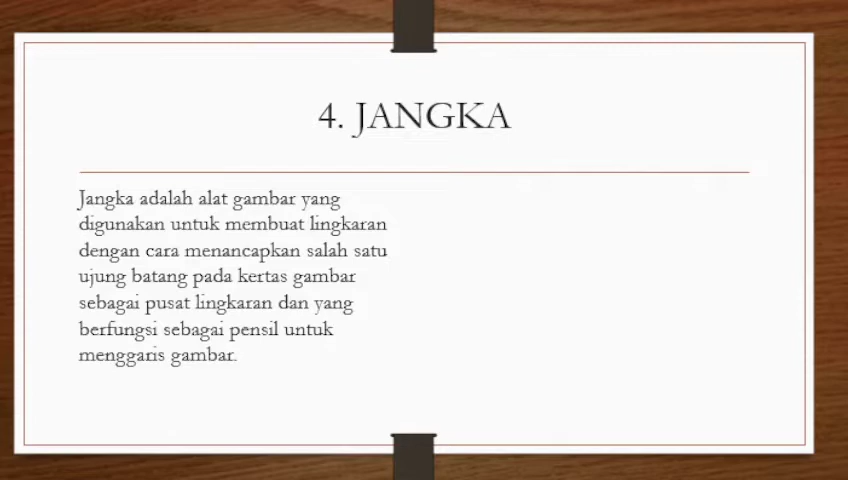 4. JANGKA
Jangka adalah alat gambar yang
digunakan untuk membuat lingkaran
dengan cara menancapkan salah satu
ujung batang pada kertas gambar
sebagai pusat lingkaran dan yang
berfungsi sebagai pensil untuk
menggaris gambar.